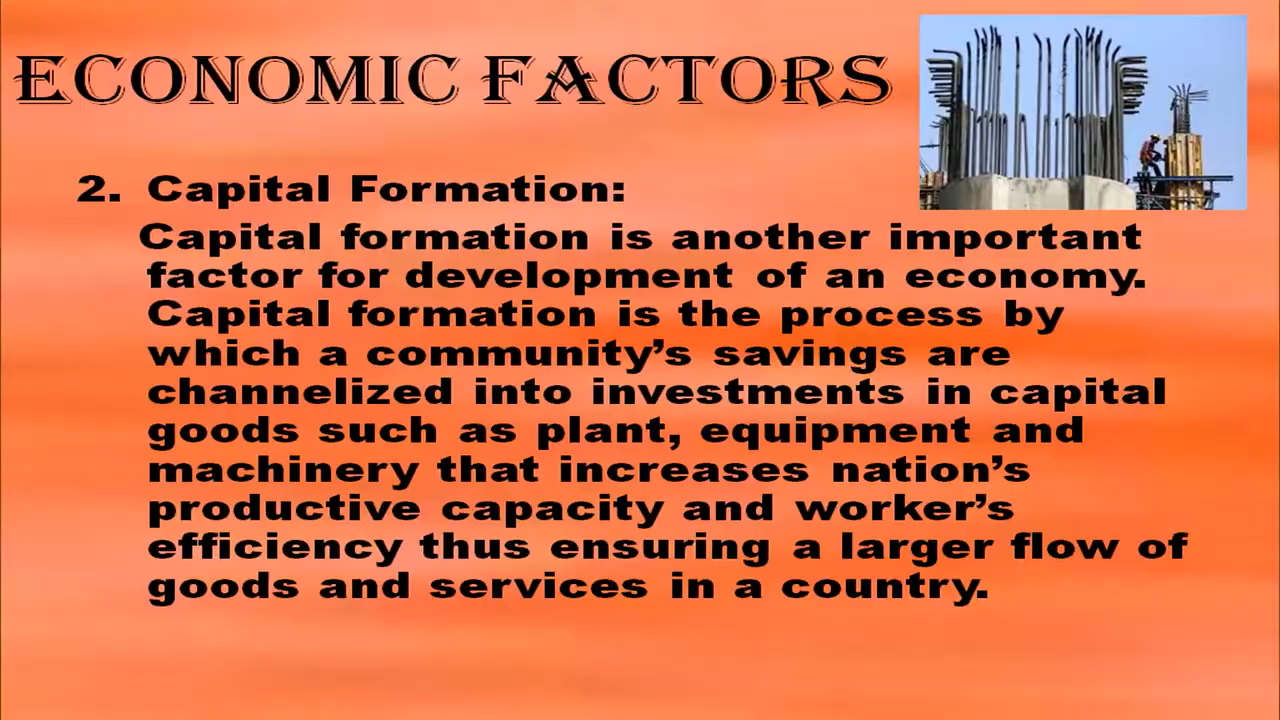 ECONOMIC FACTORS
2. Capital Formation:
Capital formation is another important
factor for development of an economy.
Capital formation is the process by
which a community’s savings are
channelized into investments in capital
goods such as plant, equipment and
machinery that increases nation’s
productive capacity and worker’s
efficiency thus ensuring a larger flow of
goods and services in a country.